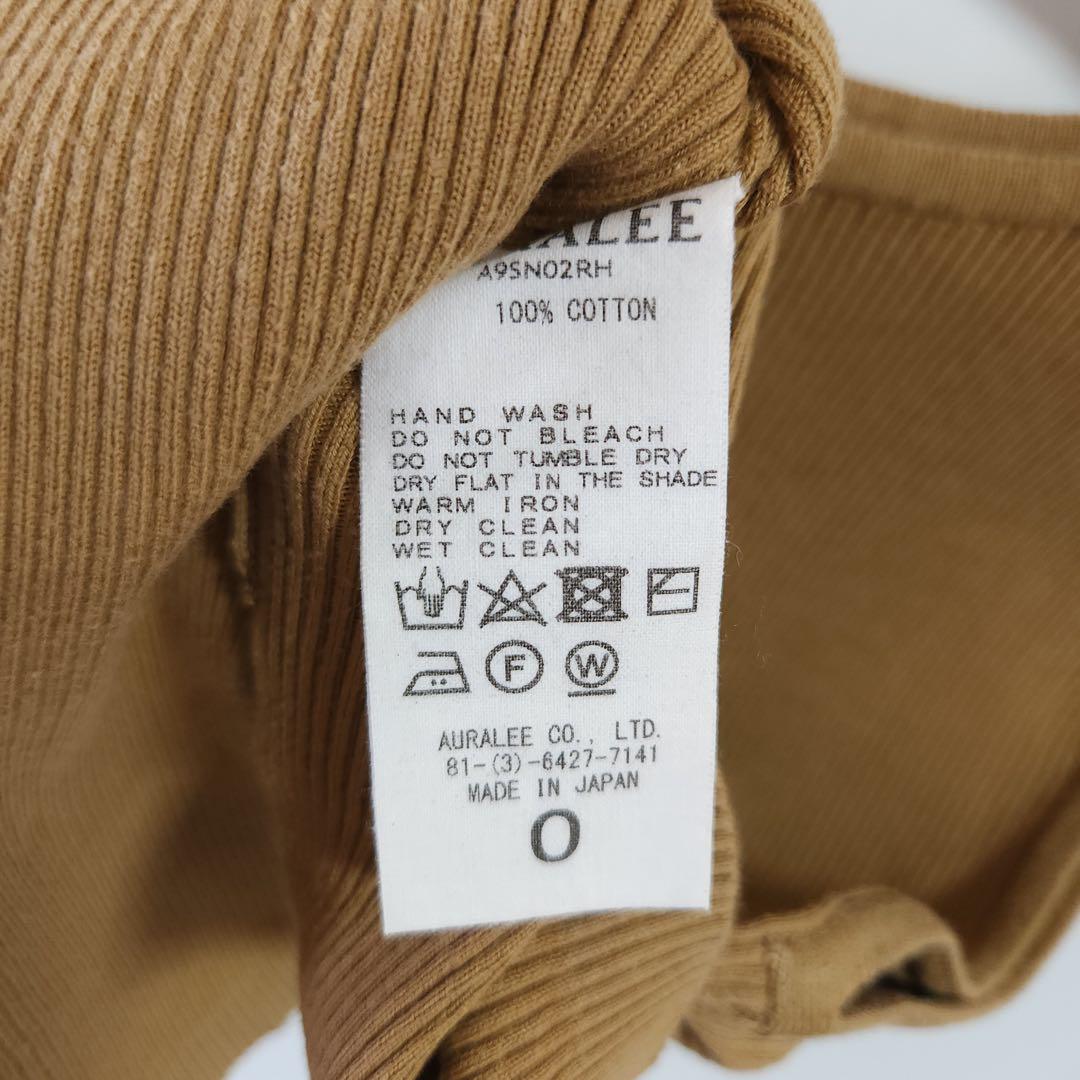 ALEE
A9SN02RH
100% COTTON
HAND WASH
DO NOT BLEACH
DO NOT TUMBLE DRY
DRY FLAT IN THE SHADE
WARM IRON
DRY CLEAN
WET CLEAN
F W
AURALEE CO., LTD.
81-(3)-6427-7141
MADE IN JAPAN
O